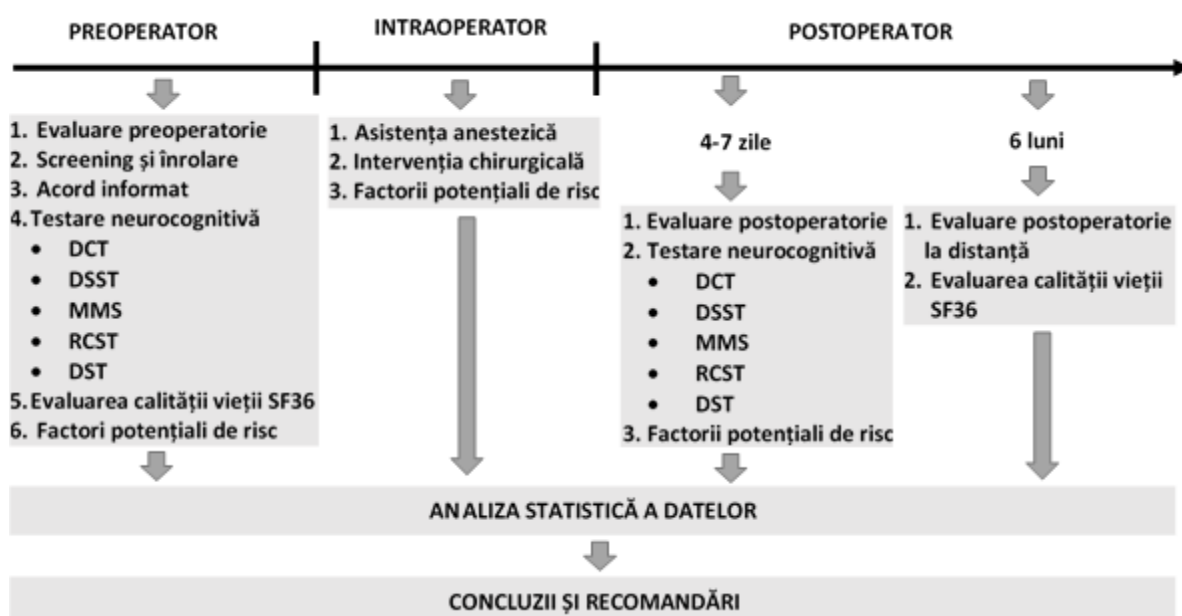 PREOPERATOR
INTRAOPERATOR
POSTOPERATOR
1. Evaluare preoperatorie
2. Screening și înrolare
3. Acord informat
4. Testare neurocognitivă
• DCT
• DSST
• MMS
• RCST
• DST
5. Evaluarea calității vieții SF36
6. Factori potențiali de risc
1. Asistența anestezică
2. Intervenția chirurgicală
3. Factorii potențiali de risc
4-7 zile
1. Evaluare postoperatorie
2. Testare neurocognitivă
• DCT
• DSST
• MMS
• RCST
• DST
3. Factorii potențiali de risc
6 luni
1. Evaluare postoperatorie
la distanță
2. Evaluarea calității vieții
SF36
ANALIZA STATISTICĂ A DATELOR
CONCLUZII ȘI RECOMANDĂRI